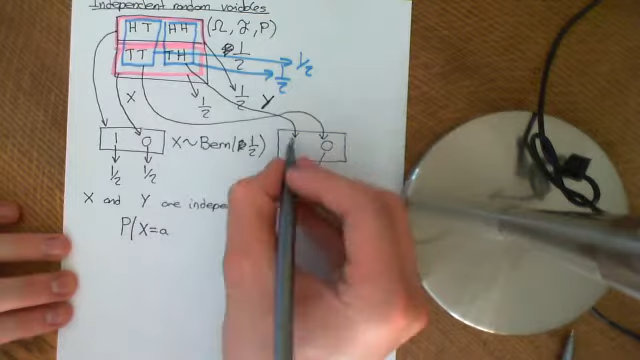 Independent random variables
HT HH (Ω, F, P)
TT TH 1/2 1/2
1/2
1/2 1/2
X Y
1 0 X~Bern(1/2) 0
1/2 1/2
X and Y are indepe
P(X=a